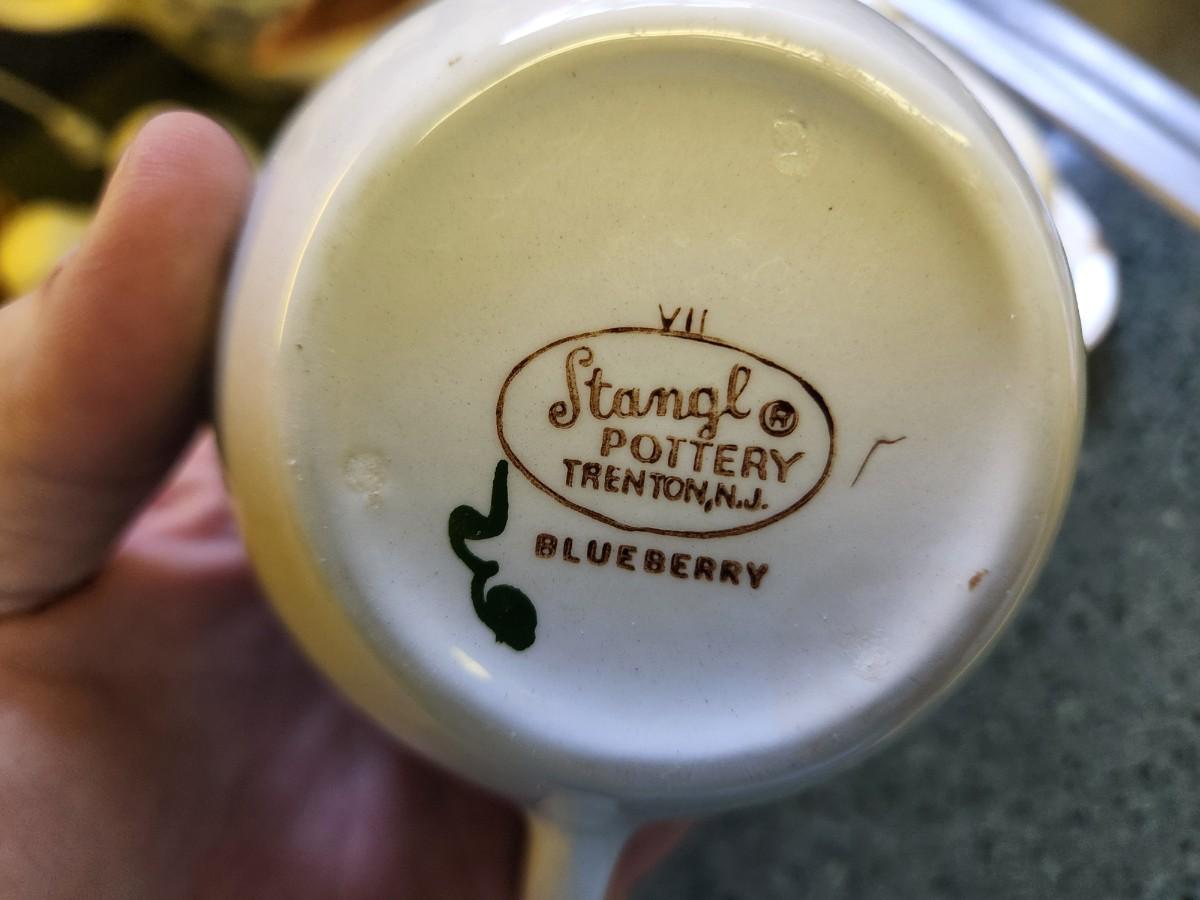 VII
Stangl ®
POTTERY
TRENTON, N.J.
BLUEBERRY